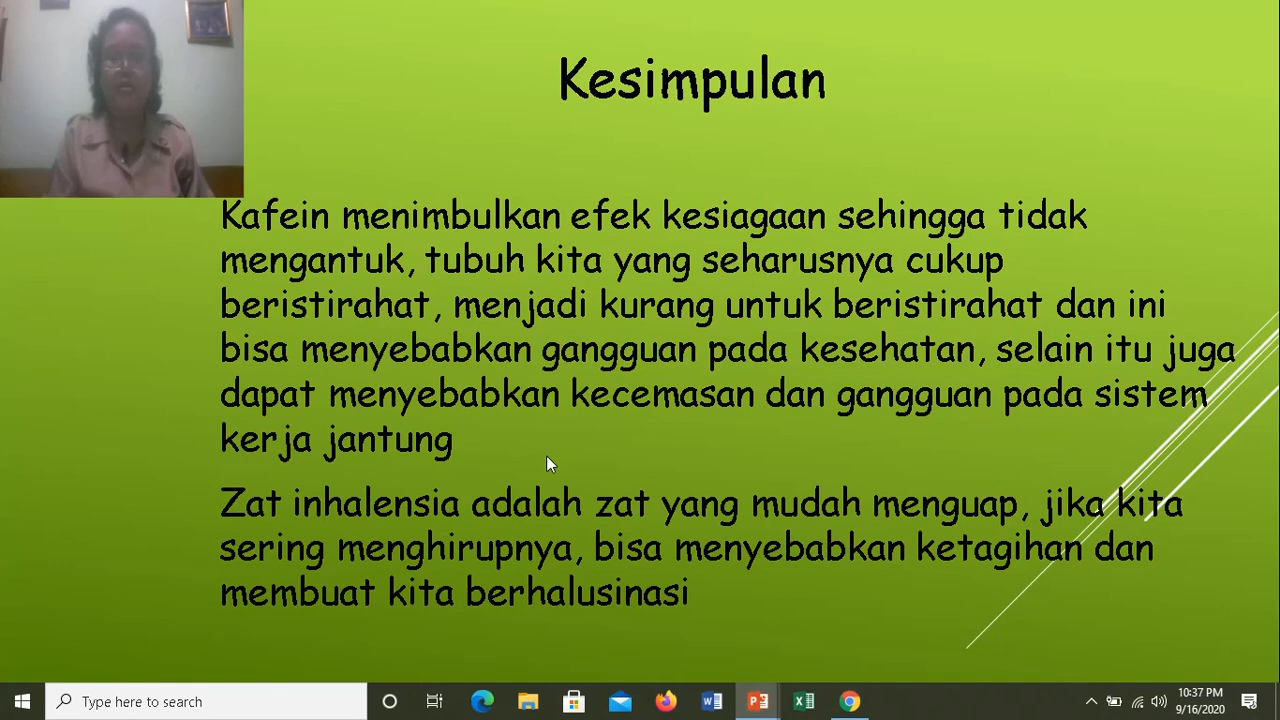 Kesimpulan
Kafein menimbulkan efek kesiagaan sehingga tidak
mengantuk, tubuh kita yang seharusnya cukup
beristirahat, menjadi kurang untuk beristirahat dan ini
bisa menyebabkan gangguan pada kesehatan, selain itu juga
dapat menyebabkan kecemasan dan gangguan pada sistem
kerja jantung
Zat inhalensia adalah zat yang mudah menguap, jika kita
sering menghirupnya, bisa menyebabkan ketagihan dan
membuat kita berhalusinasi
Type here to search
10:37 PM
9/16/2020